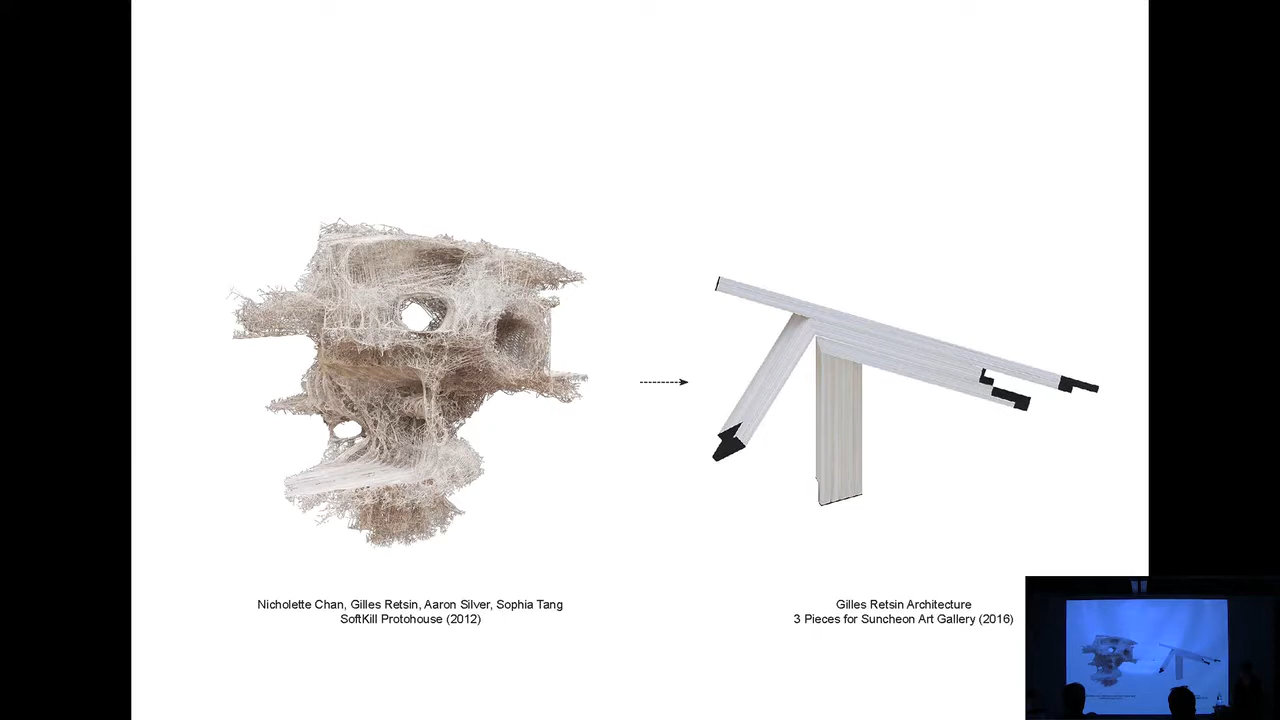 Nicholette Chan, Gilles Retsin, Aaron Silver, Sophia Tang
SoftKill Protohouse (2012)
Gilles Retsin Architecture
3 Pieces for Suncheon Art Gallery (2016)